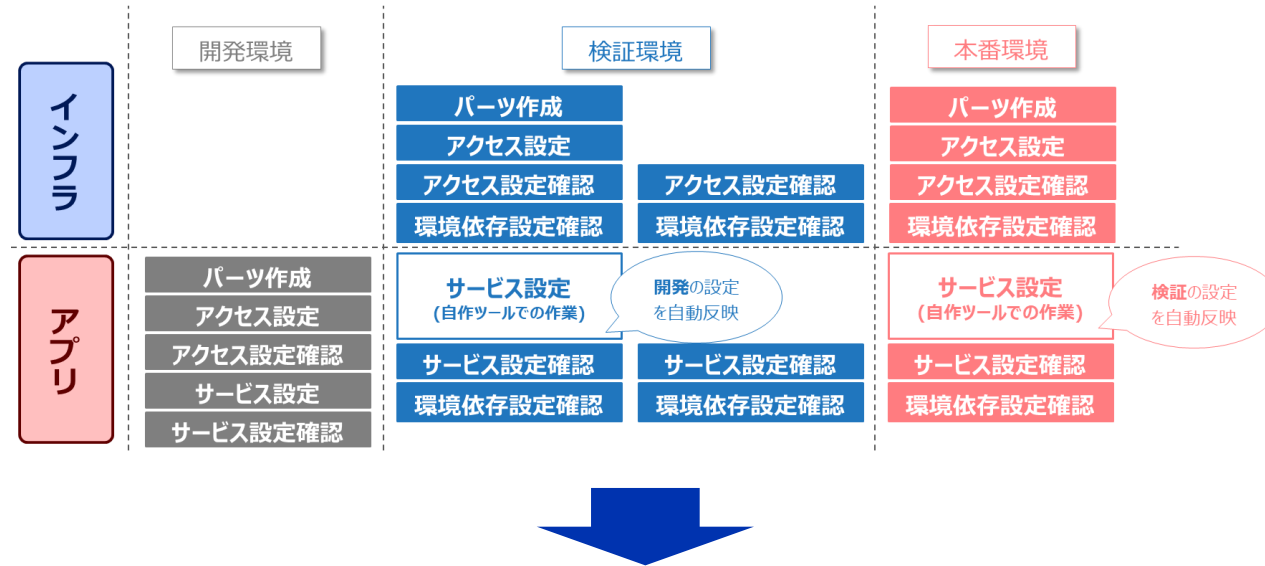 開発環境
検証環境
本番環境
インフラ
パーツ作成
アクセス設定
アクセス設定確認
環境依存設定確認
アクセス設定確認
環境依存設定確認
パーツ作成
アクセス設定
アクセス設定確認
環境依存設定確認
アプリ
パーツ作成
アクセス設定
アクセス設定確認
サービス設定
サービス設定確認
サービス設定
(自作ツールでの作業)
開発の設定
を自動反映
サービス設定確認
環境依存設定確認
サービス設定確認
環境依存設定確認
サービス設定
(自作ツールでの作業)
検証の設定
を自動反映
サービス設定確認
環境依存設定確認